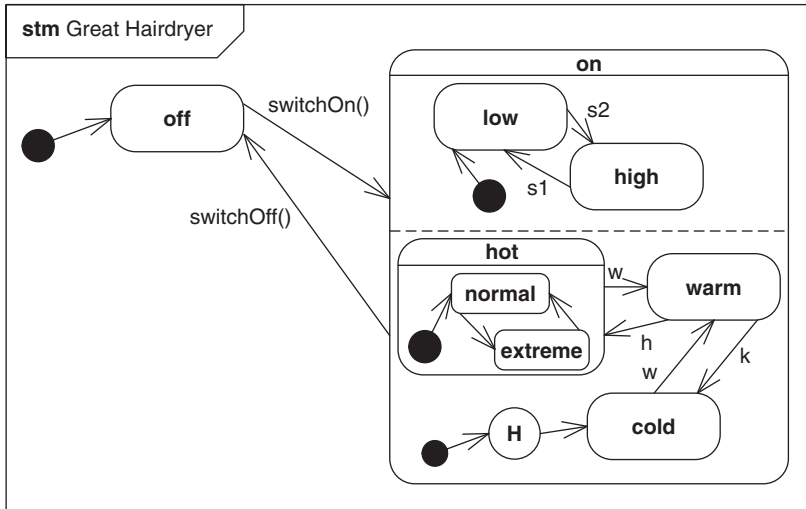 stm Great Hairdryer
on
off
switchOn()
low
s2
high
s1
switchOff()
hot
normal
w
warm
extreme
h
w
k
H
cold